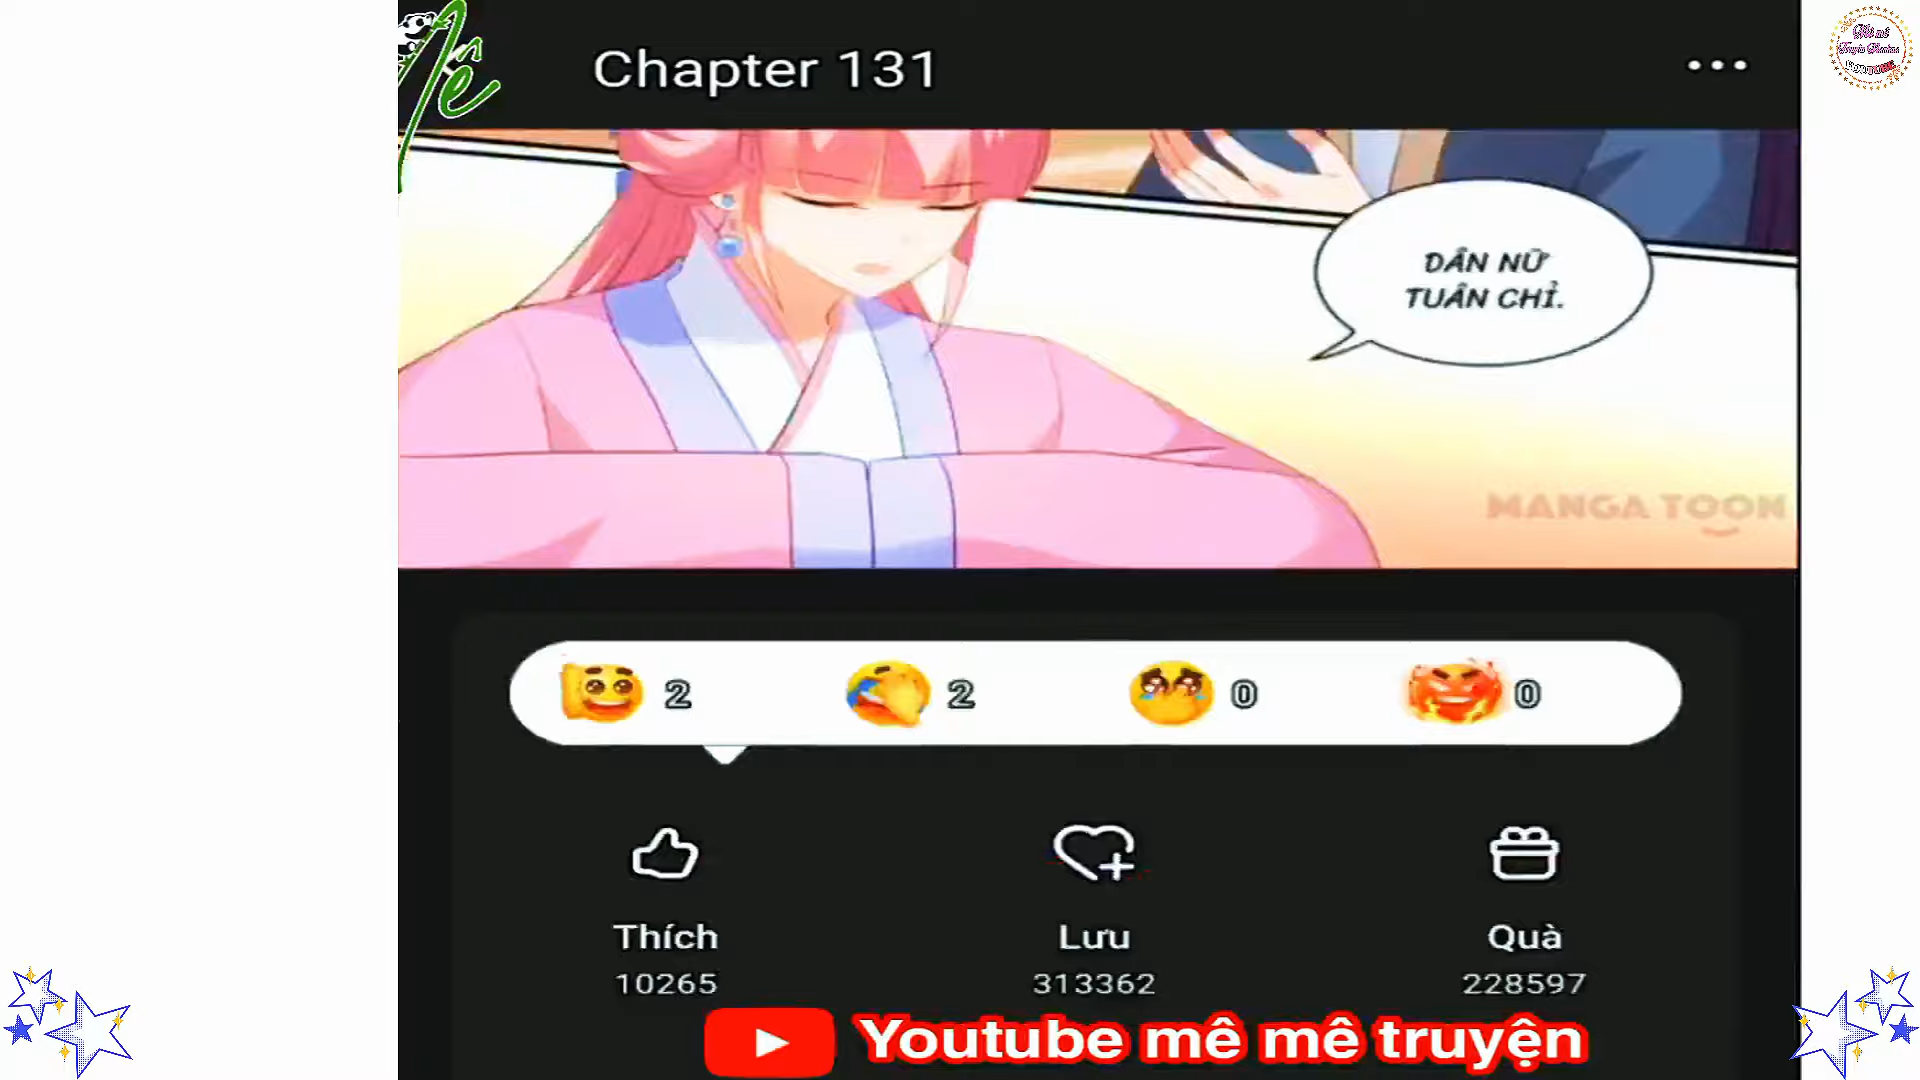 Mê
Chapter 131
DÂN NỮ
TUÂN CHỈ.
MANGA TOON
2
2
0
0
Thích
Lưu
Quà
10265
313362
228597
Youtube mê mê truyện